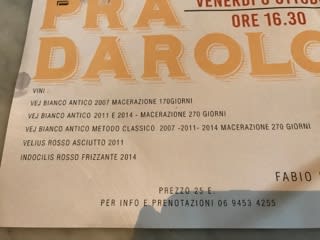 PRA
VENERDI
ORE 16.30
DAROLO
VINI :
VEJ BIANCO ANTICO 2007 MACERAZIONE 170GIORNI
VEJ BIANCO ANTICO 2011 E 2014 - MACERAZIONE 270 GIORNI
VEJ BIANCO ANTICO METODO CLASSICO 2007 -2011- 2014 MACERAZIONE 270 GIORNI
VELIUS ROSSO ASCIUTTO 2011
INDOCILIS ROSSO FRIZZANTE 2014
FABIO
PREZZO 25 E.
PER INFO E PRENOTAZIONI 06 9453 4255